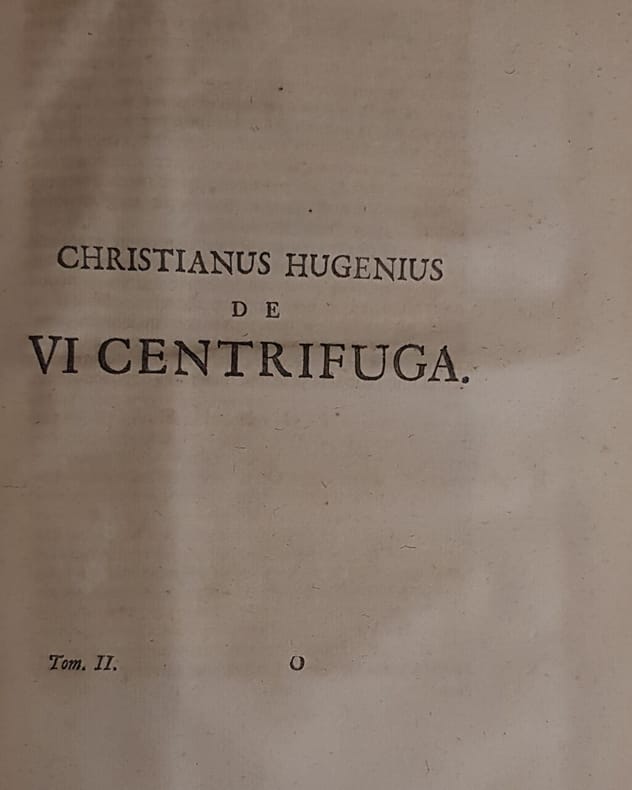 CHRISTIANUS HUGENIUS
DE
VI CENTRIFUGA.
Tom. II. O